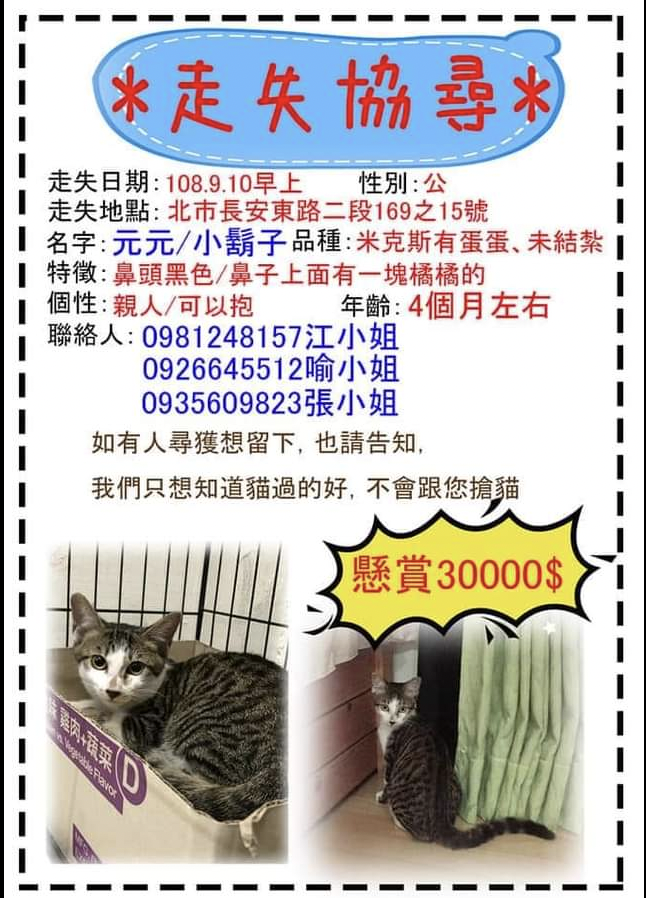 *走失協尋*
走失日期：108.9.10早上 性別：公
走失地點：北市長安東路二段169之15號
名字：元元/小鬍子 品種：米克斯有蛋蛋、未結紮
特徵：鼻頭黑色/鼻子上面有一塊橘橘的
個性：親人/可以抱 年齡：4個月左右
聯絡人：0981248157江小姐
0926645512喻小姐
0935609823張小姐
如有人尋獲想留下, 也請告知,
我們只想知道貓過的好, 不會跟您搶貓
懸賞30000$
味 雞肉+蔬菜
Vegetable Flavor
D